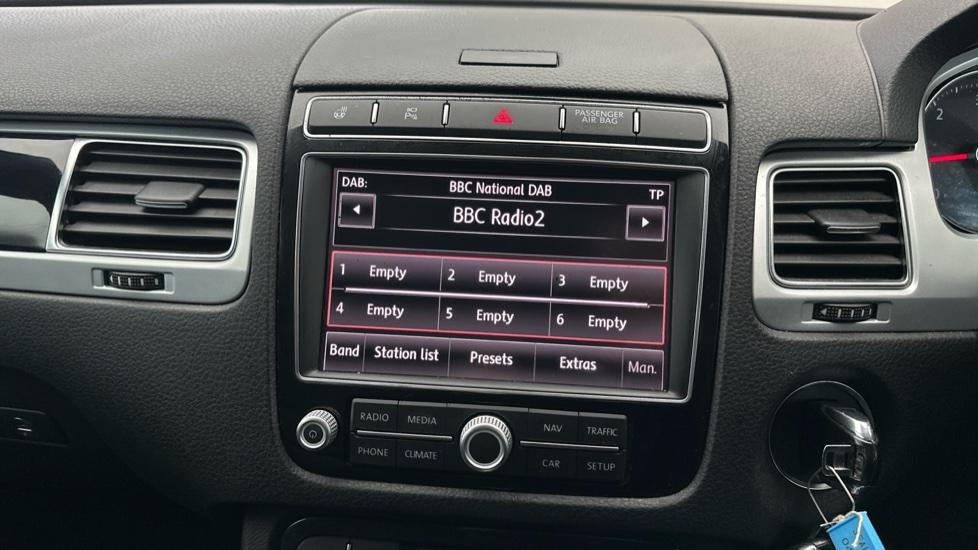 PASSENGER
AIR BAG
DAB: BBC National DAB TP
BBC Radio2
1 Empty 2 Empty 3 Empty
4 Empty 5 Empty 6 Empty
Band Station list Presets Extras Man.
RADIO MEDIA NAV TRAFFIC
PHONE CLIMATE CAR SETUP
2
0